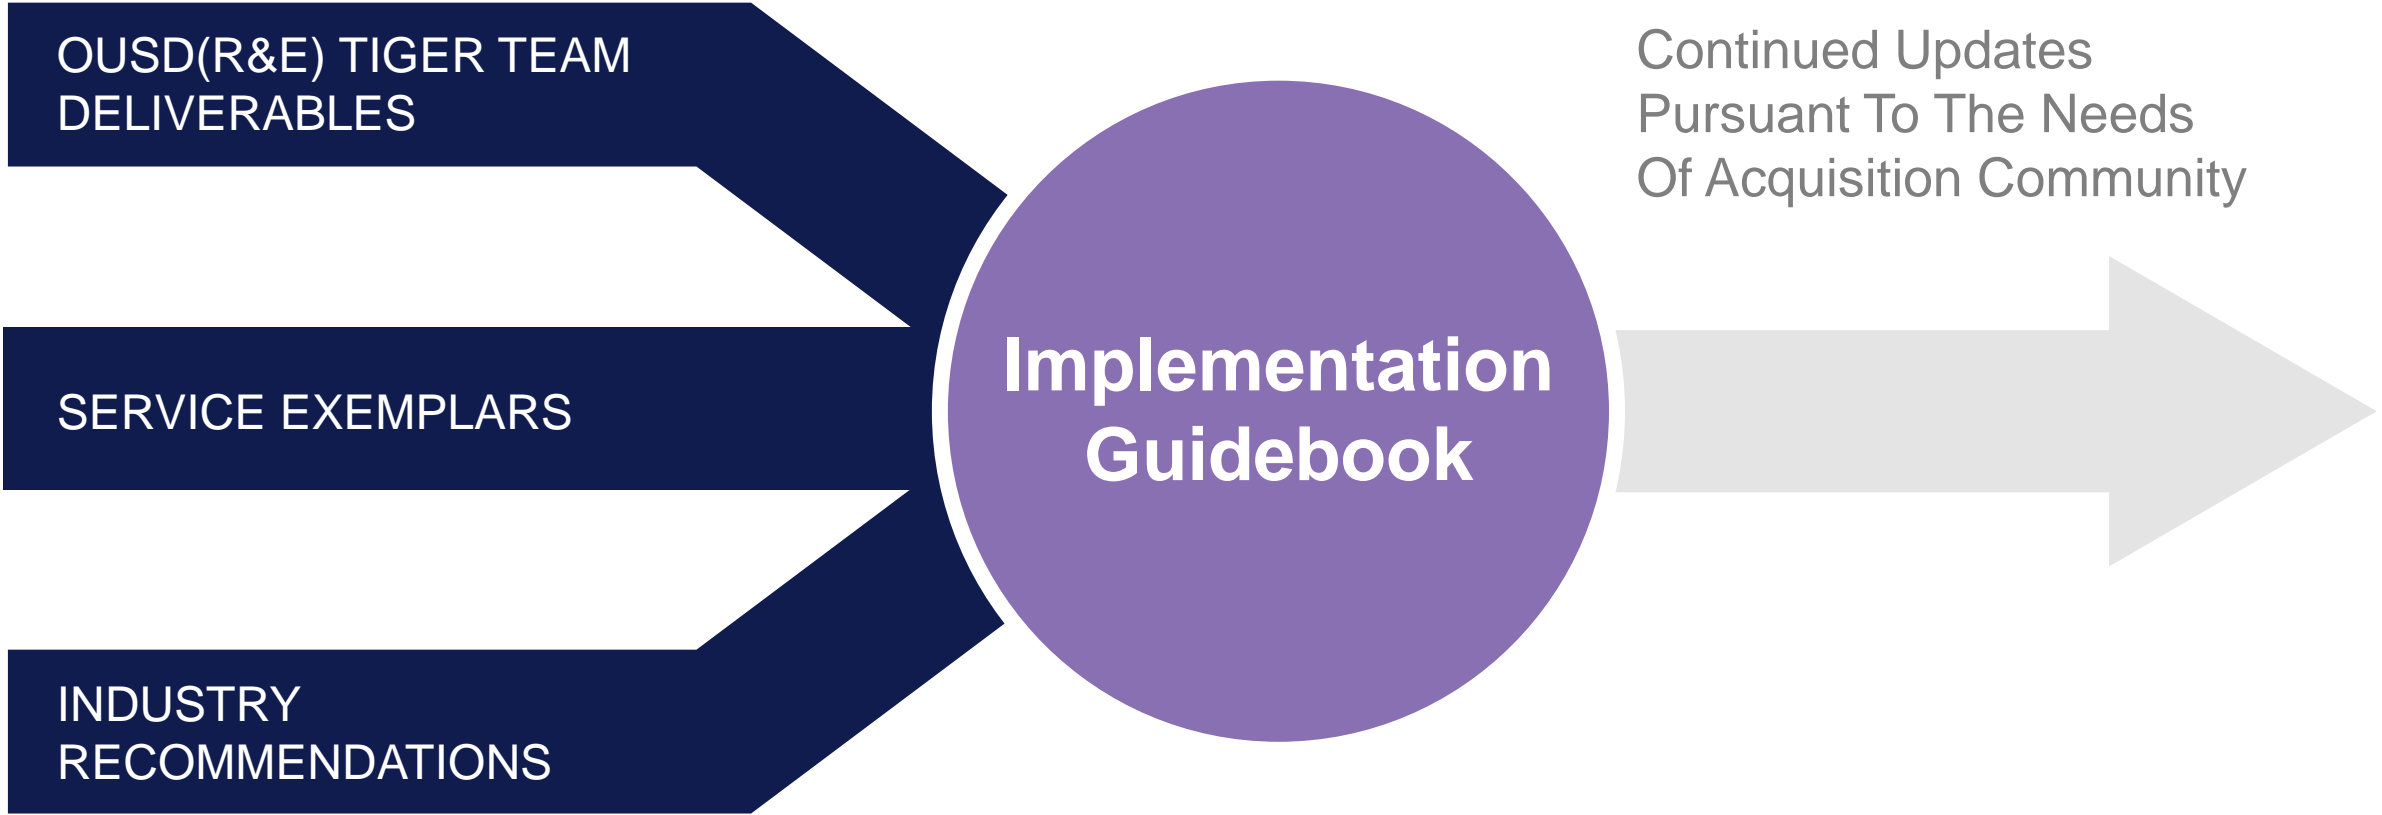 OUSD(R&E) TIGER TEAM
DELIVERABLES
SERVICE EXEMPLARS
INDUSTRY
RECOMMENDATIONS
Implementation
Guidebook
Continued Updates
Pursuant To The Needs
Of Acquisition Community